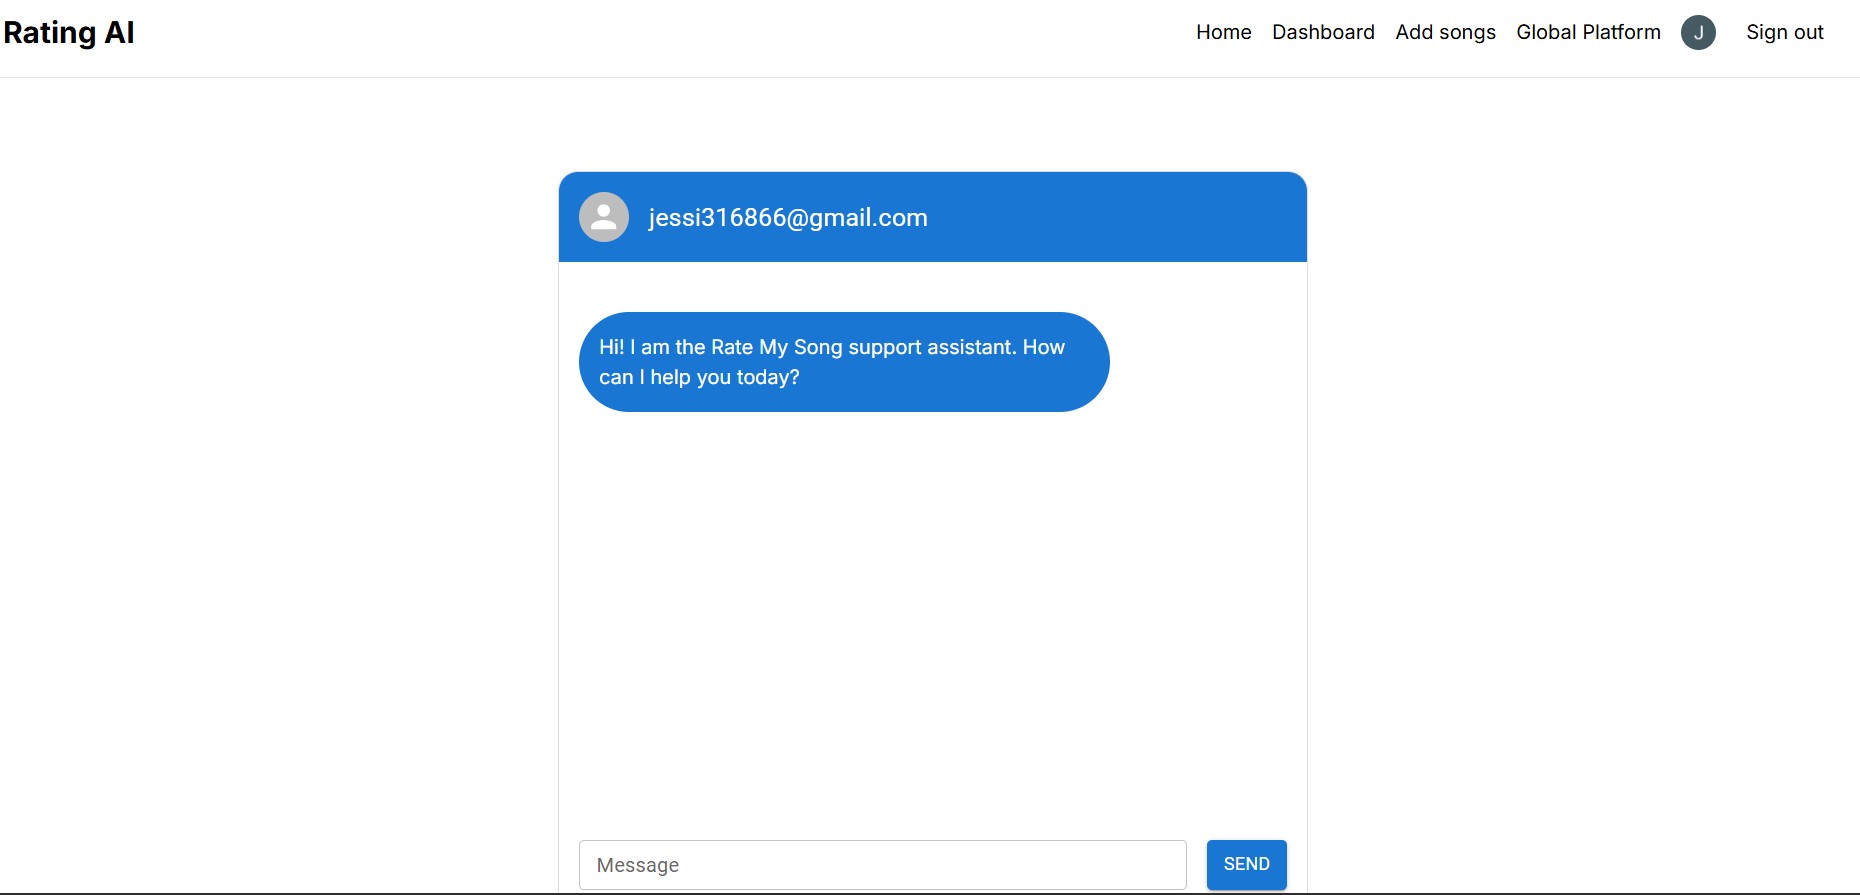 Rating AI
Home Dashboard Add songs Global Platform J Sign out
jessi316866@gmail.com
Hi! I am the Rate My Song support assistant. How
can I help you today?
Message
SEND